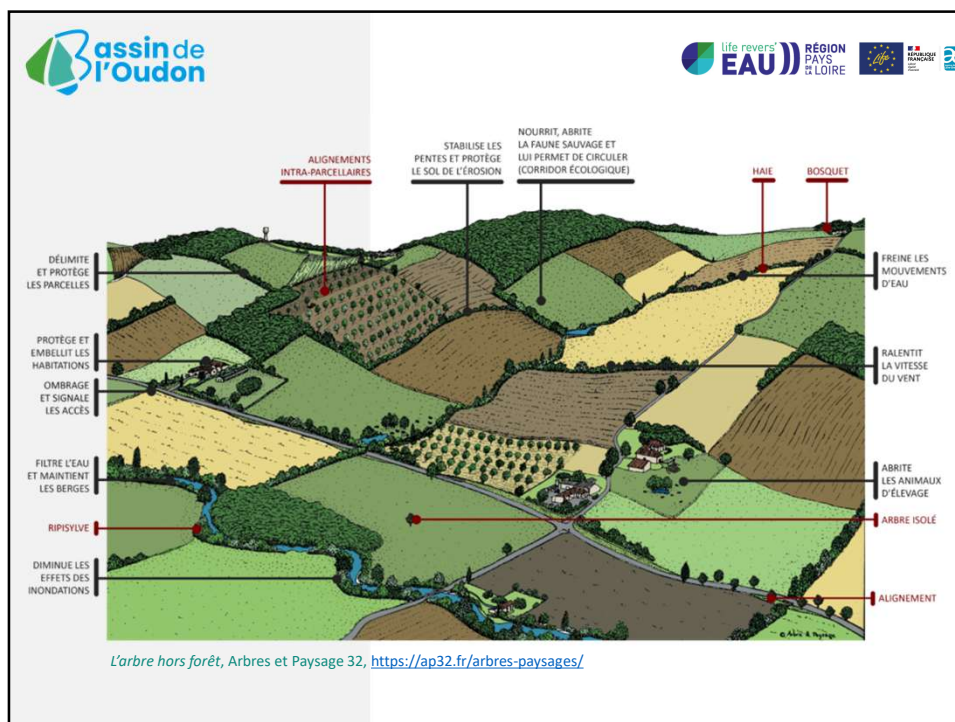 Bassin de
l'Oudon
life revers'
EAU
RÉGION
PAYS
DE LA LOIRE
Life
RÉPUBLIQUE
FRANÇAISE
ALIGNEMENTS
INTRA-PARCELLAIRES
STABILISE LES
PENTES ET PROTÈGE
LE SOL DE L'ÉROSION
NOURRIT, ABRITE
LA FAUNE SAUVAGE ET
LUI PERMET DE CIRCULER
(CORRIDOR ÉCOLOGIQUE)
HAIE
BOSQUET
DÉLIMITE
ET PROTÈGE
LES PARCELLES
FREINE LES
MOUVEMENTS
D'EAU
PROTÈGE ET
EMBELLIT LES
HABITATIONS
RALENTIT
LA VITESSE
DU VENT
OMBRAGE
ET SIGNALE
LES ACCÈS
FILTRE L'EAU
ET MAINTIENT
LES BERGES
ABRITE
LES ANIMAUX
D'ÉLEVAGE
RIPISYLVE
ARBRE ISOLÉ
DIMINUE LES
EFFETS DES
INONDATIONS
ALIGNEMENT
© Arbre & Paysage
L'arbre hors forêt, Arbres et Paysage 32, https://ap32.fr/arbres-paysages/